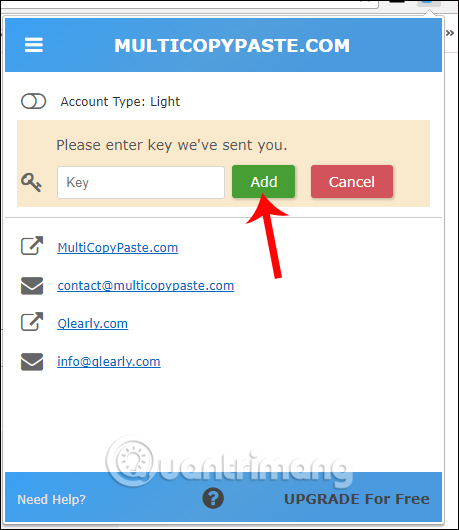 MULTICOPYPASTE.COM
Account Type: Light
Please enter key we've sent you.
Key
Add
Cancel
MultiCopyPaste.com
contact@multicopypaste.com
Qlearly.com
info@qlearly.com
Quantrimang
Need Help?
?
UPGRADE For Free